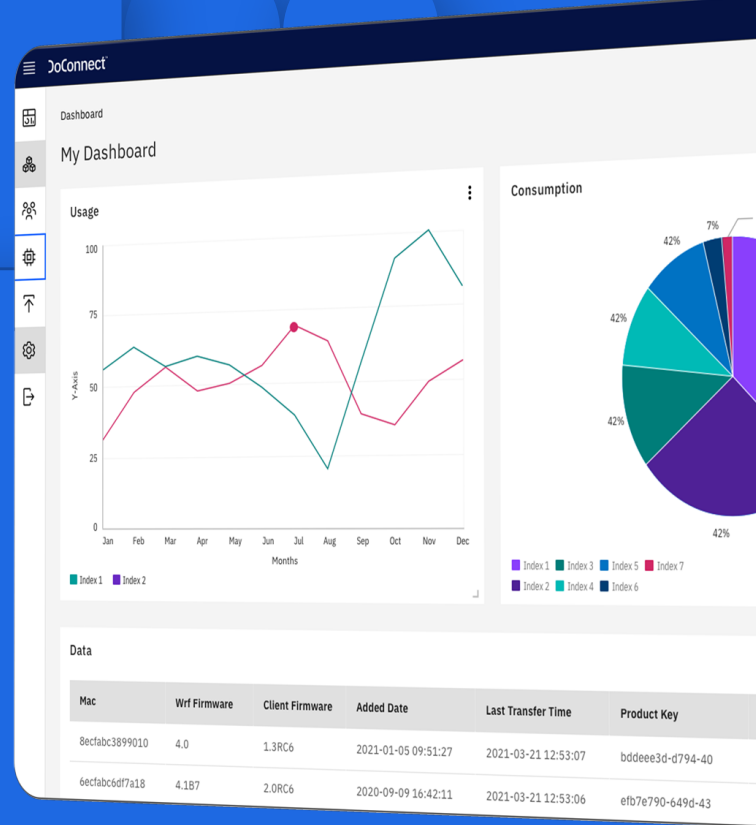 DoConnect
Dashboard
My Dashboard
Usage
100
75
50
25
0
Y-Axis
Jan Feb Mar Apr May Jun Jul Aug Sep Oct Nov Dec
Months
Index 1 Index 2
Consumption
7%
42%
42%
42%
42%
Index 1 Index 3 Index 5 Index 7
Index 2 Index 4 Index 6
Data
Mac Wrf Firmware Client Firmware Added Date Last Transfer Time Product Key
8ecfabc3899010 4.0 1.3RC6 2021-01-05 09:51:27 2021-03-21 12:53:07 bddeee3d-d794-40
6ecfabc6df7a18 4.1B7 2.0RC6 2020-09-09 16:42:11 2021-03-21 12:53:06 efb7e790-649d-43